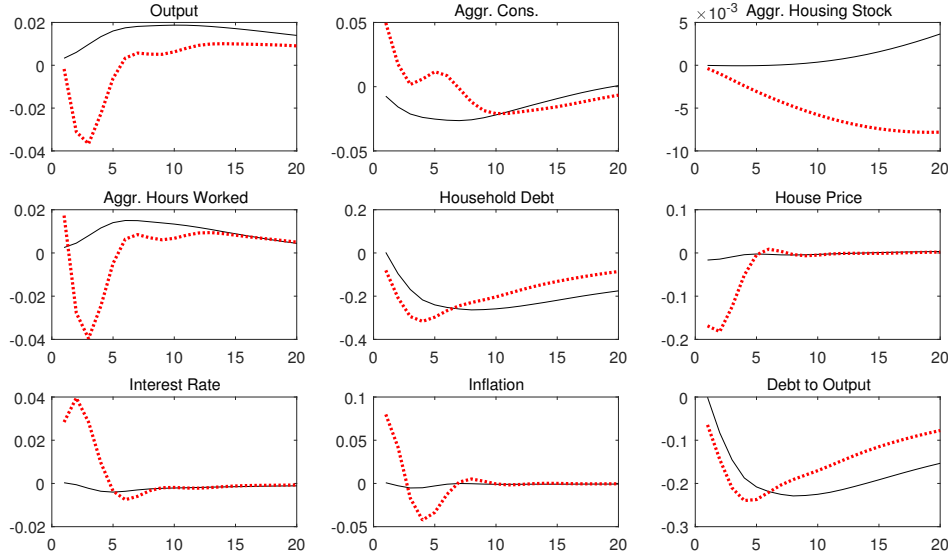 Output
Aggr. Cons.
Aggr. Housing Stock
×10⁻³
0.02
0
-0.02
-0.04
0.05
0
-0.05
5
0
-5
-10
0 5 10 15 20
0 5 10 15 20
0 5 10 15 20
Aggr. Hours Worked
Household Debt
House Price
0.02
0
-0.02
-0.04
0.2
0
-0.2
-0.4
0.1
0
-0.1
-0.2
0 5 10 15 20
0 5 10 15 20
0 5 10 15 20
Interest Rate
Inflation
Debt to Output
0.04
0.02
0
-0.02
0.1
0.05
0
-0.05
0
-0.1
-0.2
-0.3
0 5 10 15 20
0 5 10 15 20
0 5 10 15 20